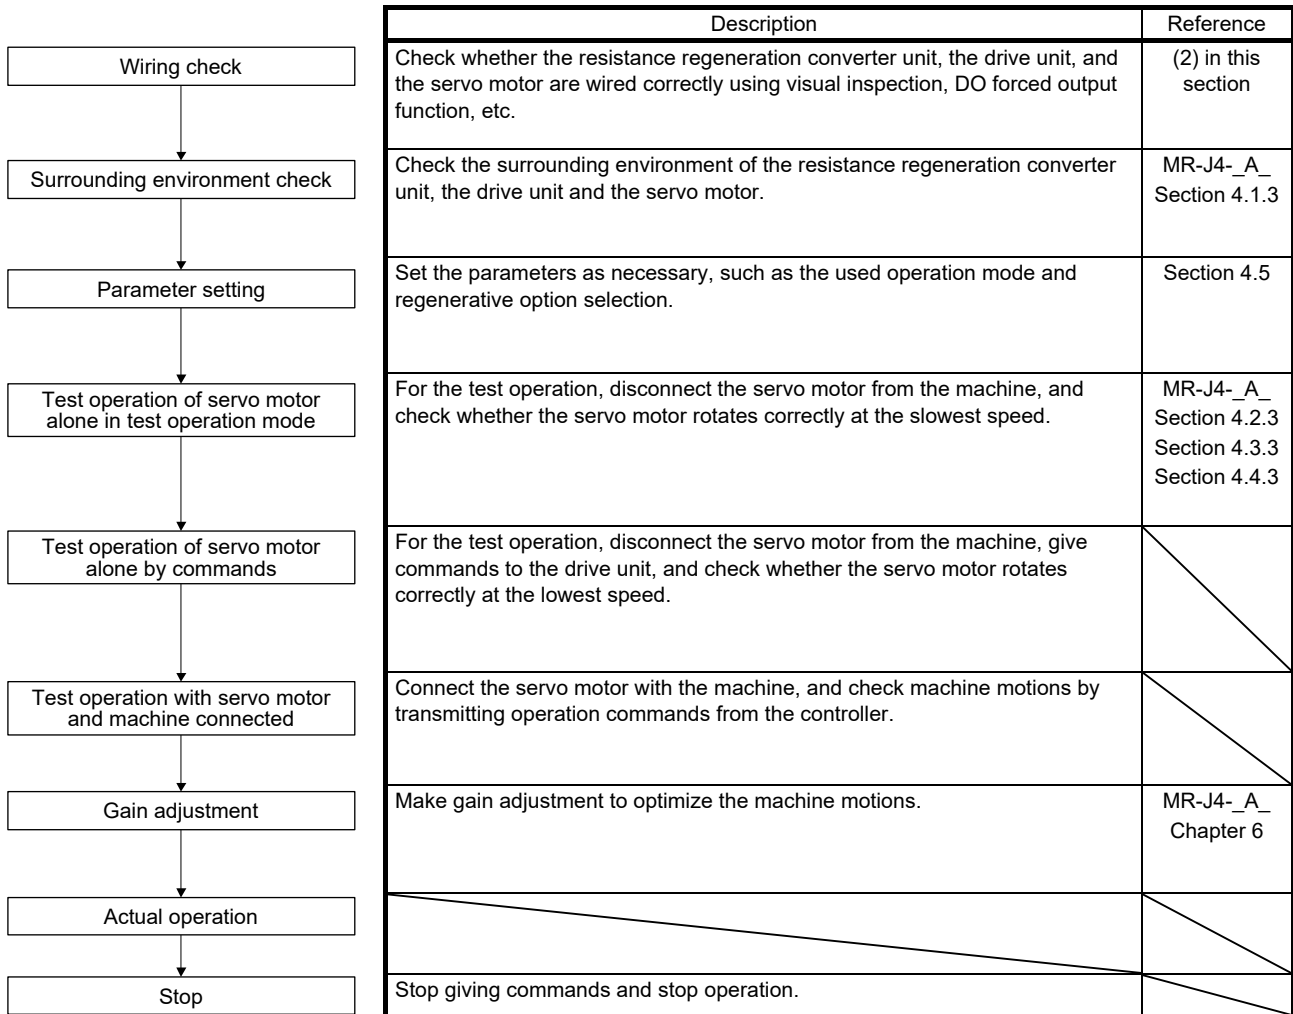 Description
Reference
Wiring check
Check whether the resistance regeneration converter unit, the drive unit, and
the servo motor are wired correctly using visual inspection, DO forced output
function, etc.
(2) in this
section
Surrounding environment check
Check the surrounding environment of the resistance regeneration converter
unit, the drive unit and the servo motor.
MR-J4-_A_
Section 4.1.3
Parameter setting
Set the parameters as necessary, such as the used operation mode and
regenerative option selection.
Section 4.5
Test operation of servo motor
alone in test operation mode
For the test operation, disconnect the servo motor from the machine, and
check whether the servo motor rotates correctly at the slowest speed.
MR-J4-_A_
Section 4.2.3
Section 4.3.3
Section 4.4.3
Test operation of servo motor
alone by commands
For the test operation, disconnect the servo motor from the machine, give
commands to the drive unit, and check whether the servo motor rotates
correctly at the lowest speed.
Test operation with servo motor
and machine connected
Connect the servo motor with the machine, and check machine motions by
transmitting operation commands from the controller.
Gain adjustment
Make gain adjustment to optimize the machine motions.
MR-J4-_A_
Chapter 6
Actual operation
Stop
Stop giving commands and stop operation.